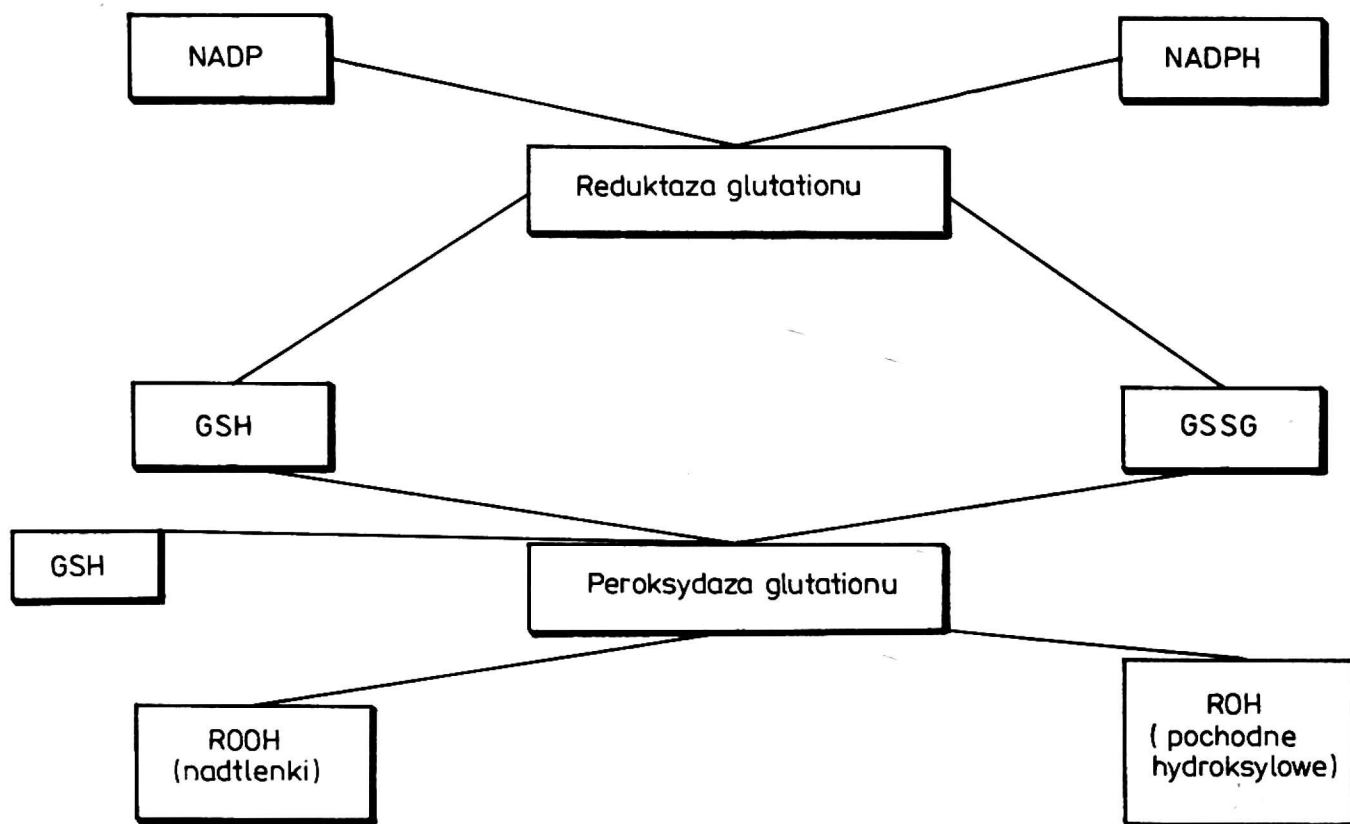 NADP
NADPH
Reduktaza glutationu
GSH
GSSG
GSH
Peroksydaza glutationu
ROOH
(nadtlenki)
ROH
( pochodne
hydroksylowe)